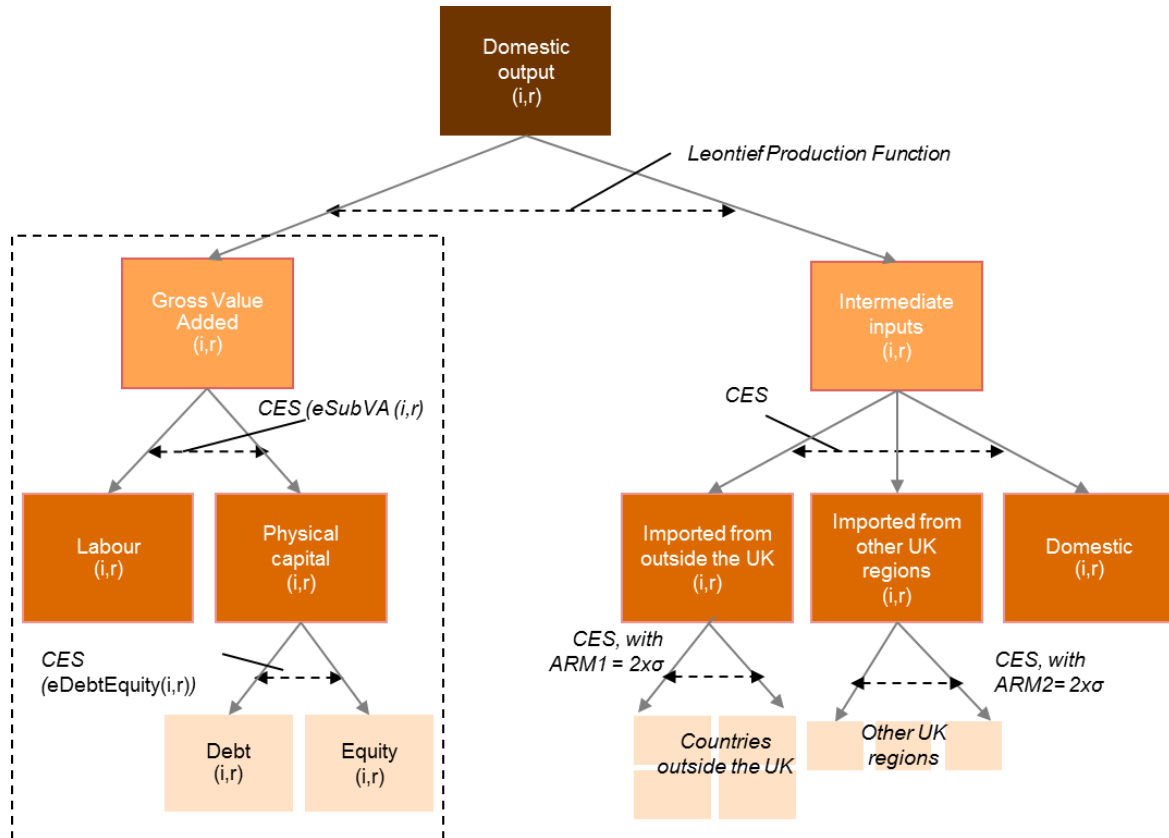 Domestic
output
(i,r)
Leontief Production Function
Gross Value
Added
(i,r)
Intermediate
inputs
(i,r)
CES (eSubVA (i,r)
CES
Labour
(i,r)
Physical
capital
(i,r)
Imported from
outside the UK
(i,r)
Imported from
other UK
regions
(i,r)
Domestic
(i,r)
CES
(eDebtEquity(i,r))
CES, with
ARM1 = 2xσ
CES, with
ARM2= 2xσ
Debt
(i,r)
Equity
(i,r)
Countries
outside the UK
Other UK
regions